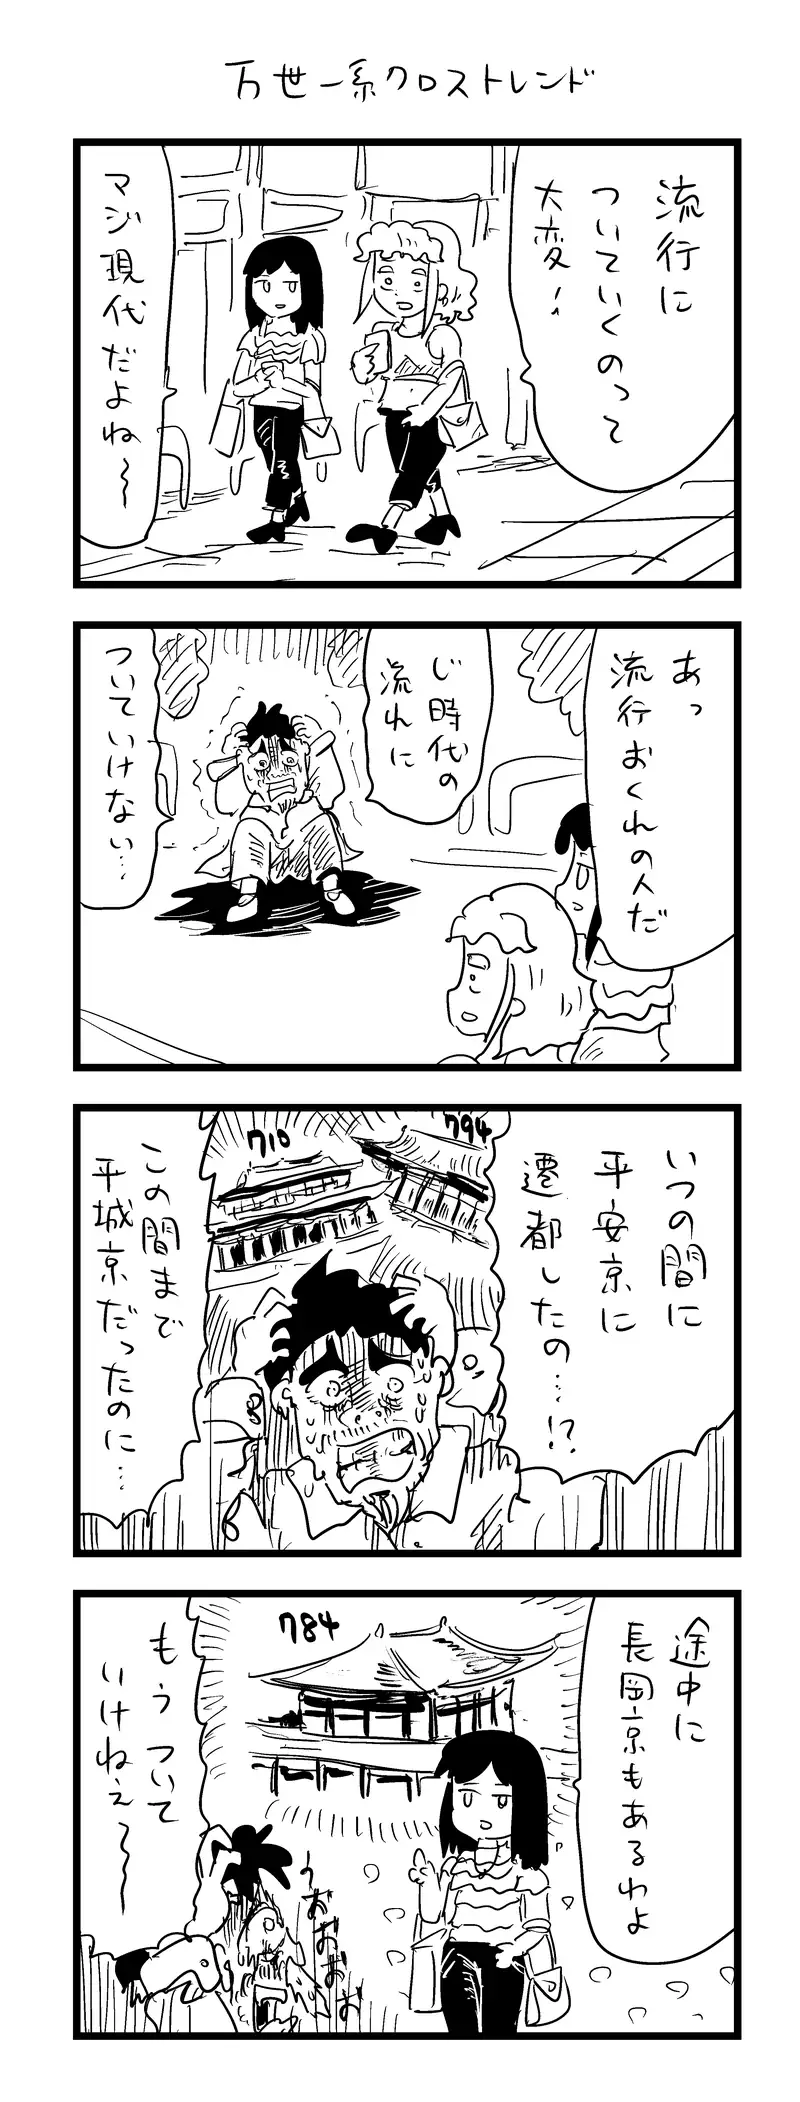 万世一系クロストレンド
流行に
ついていくのって
大変！
マジ現代だよね〜
あっ
流行おくれの人だ
じ時代の
流れに
ついていけない…
いつの間に
平安京に
遷都したの…!?
この間まで
平城京だったのに…
710
794
途中に
長岡京もあるわよ
784
もうついて
いけねぇ〜
うおおおお